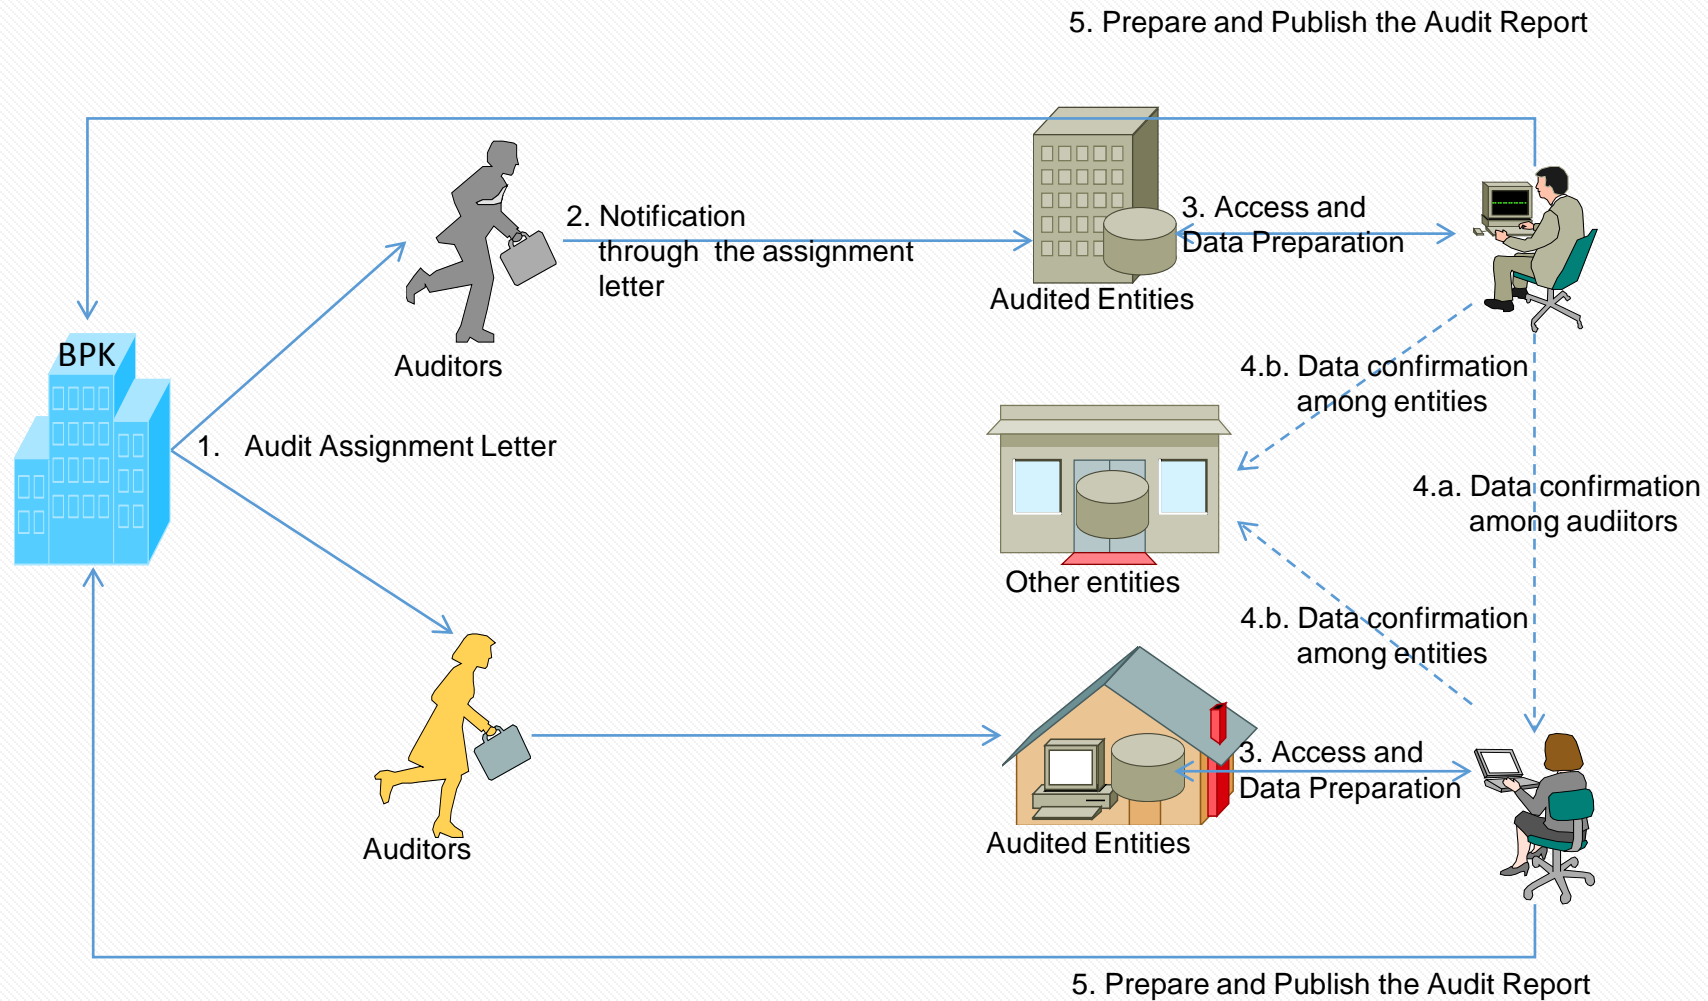 5. Prepare and Publish the Audit Report
2. Notification
through the assignment
letter
3. Access and
Data Preparation
Audited Entities
BPK
Auditors
4.b. Data confirmation
among entities
1. Audit Assignment Letter
4.a. Data confirmation
among audiitors
Other entities
4.b. Data confirmation
among entities
3. Access and
Data Preparation
Audited Entities
Auditors
5. Prepare and Publish the Audit Report